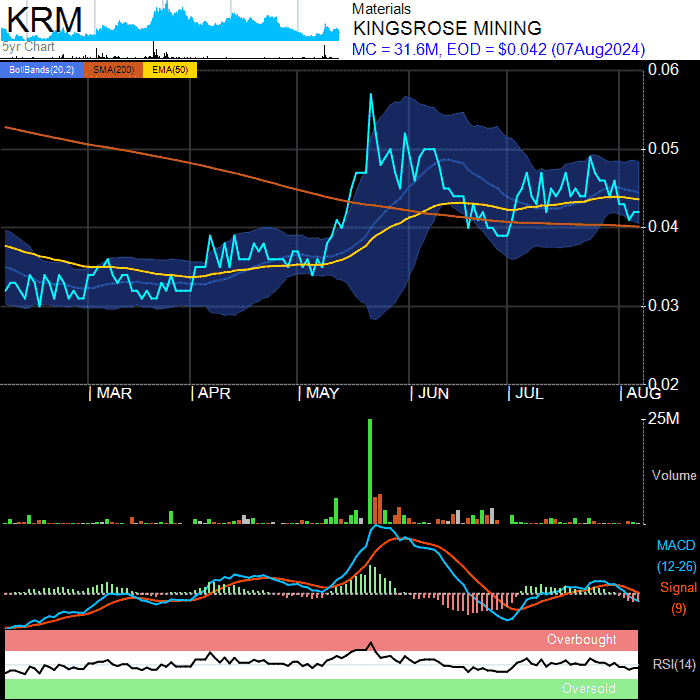 KRM
5yr Chart
Materials
KINGSROSE MINING
MC = 31.6M, EOD = $0.042 (07Aug2024)
BollBands(20,2) SMA(200) EMA(50)
0.06
0.05
0.04
0.03
0.02
MAR APR MAY JUN JUL AUG
25M
Volume
MACD
(12-26)
Signal
(9)
Overbought
RSI(14)
Oversold